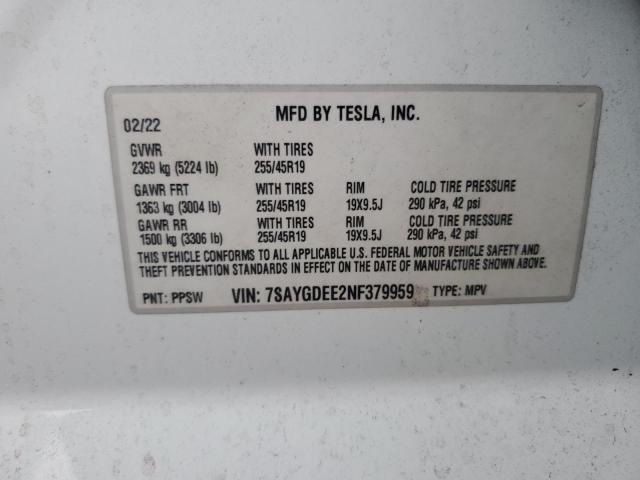 MFD BY TESLA, INC.
02/22
GVWR WITH TIRES
2369 kg (5224 lb) 255/45R19
GAWR FRT WITH TIRES RIM COLD TIRE PRESSURE
1363 kg (3004 lb) 255/45R19 19X9.5J 290 kPa, 42 psi
GAWR RR WITH TIRES RIM COLD TIRE PRESSURE
1500 kg (3306 lb) 255/45R19 19X9.5J 290 kPa, 42 psi
THIS VEHICLE CONFORMS TO ALL APPLICABLE U.S. FEDERAL MOTOR VEHICLE SAFETY AND
THEFT PREVENTION STANDARDS IN EFFECT ON THE DATE OF MANUFACTURE SHOWN ABOVE.
PNT: PPSW VIN: 7SAYGDEE2NF379959 TYPE: MPV